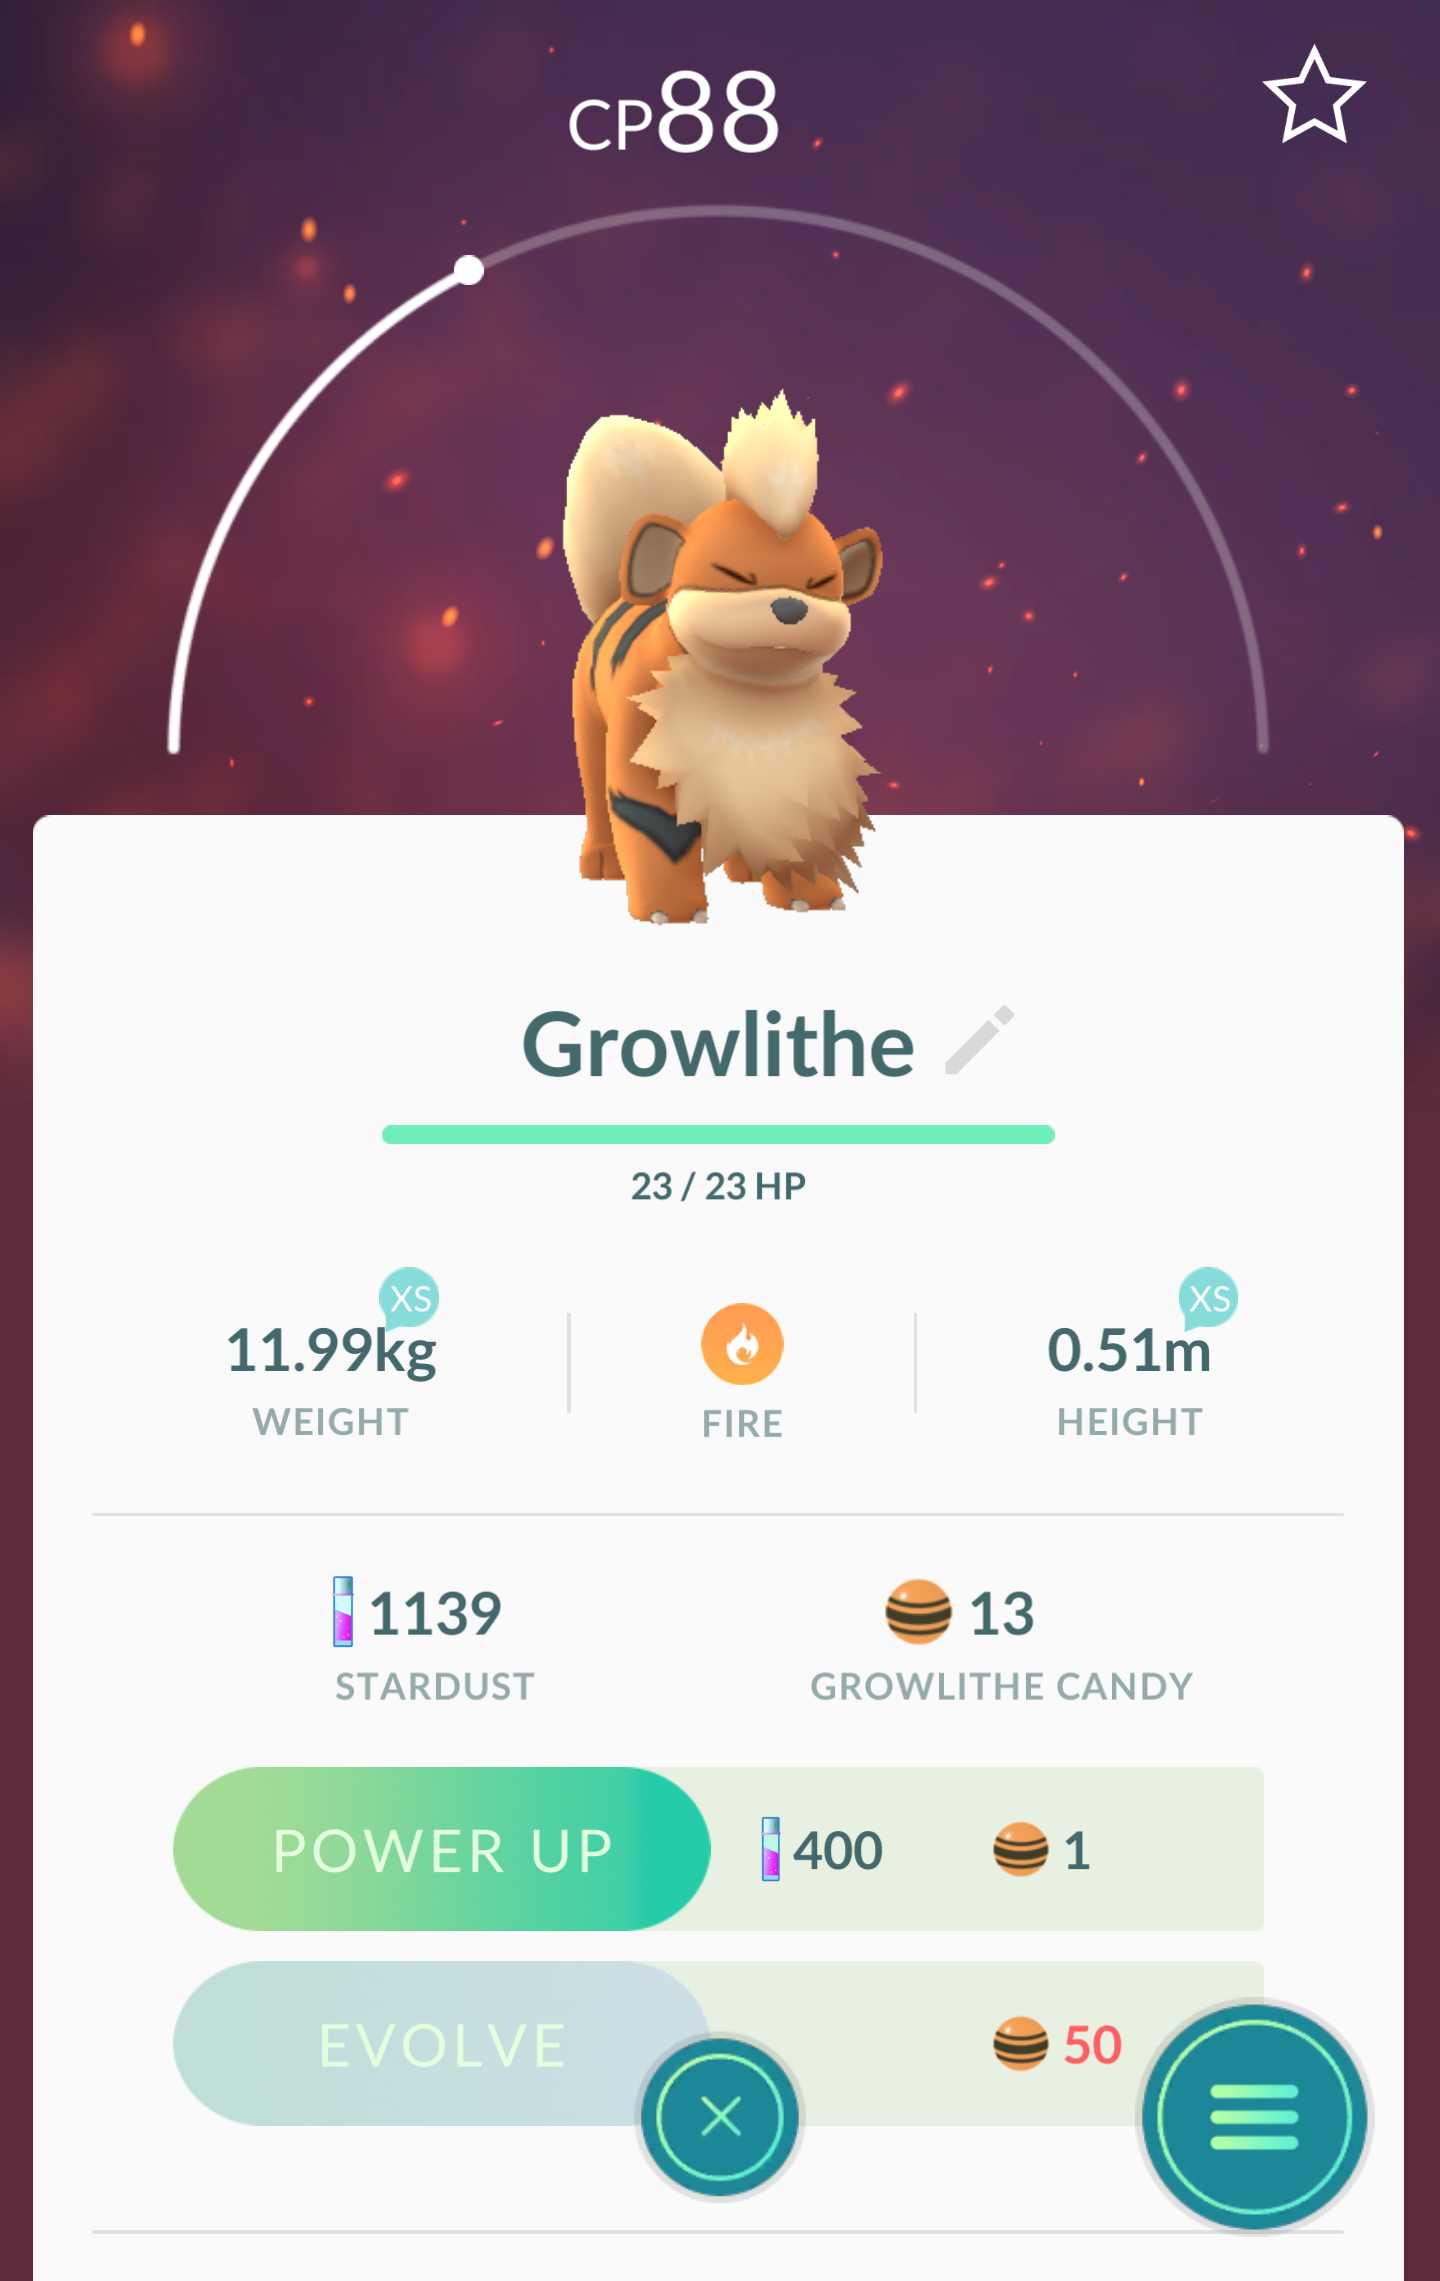 CP88
Growlithe
23 / 23 HP
XS
XS
11.99kg
0.51m
WEIGHT
FIRE
HEIGHT
1139
13
STARDUST
GROWLITHE CANDY
POWER UP
400
1
EVOLVE
50